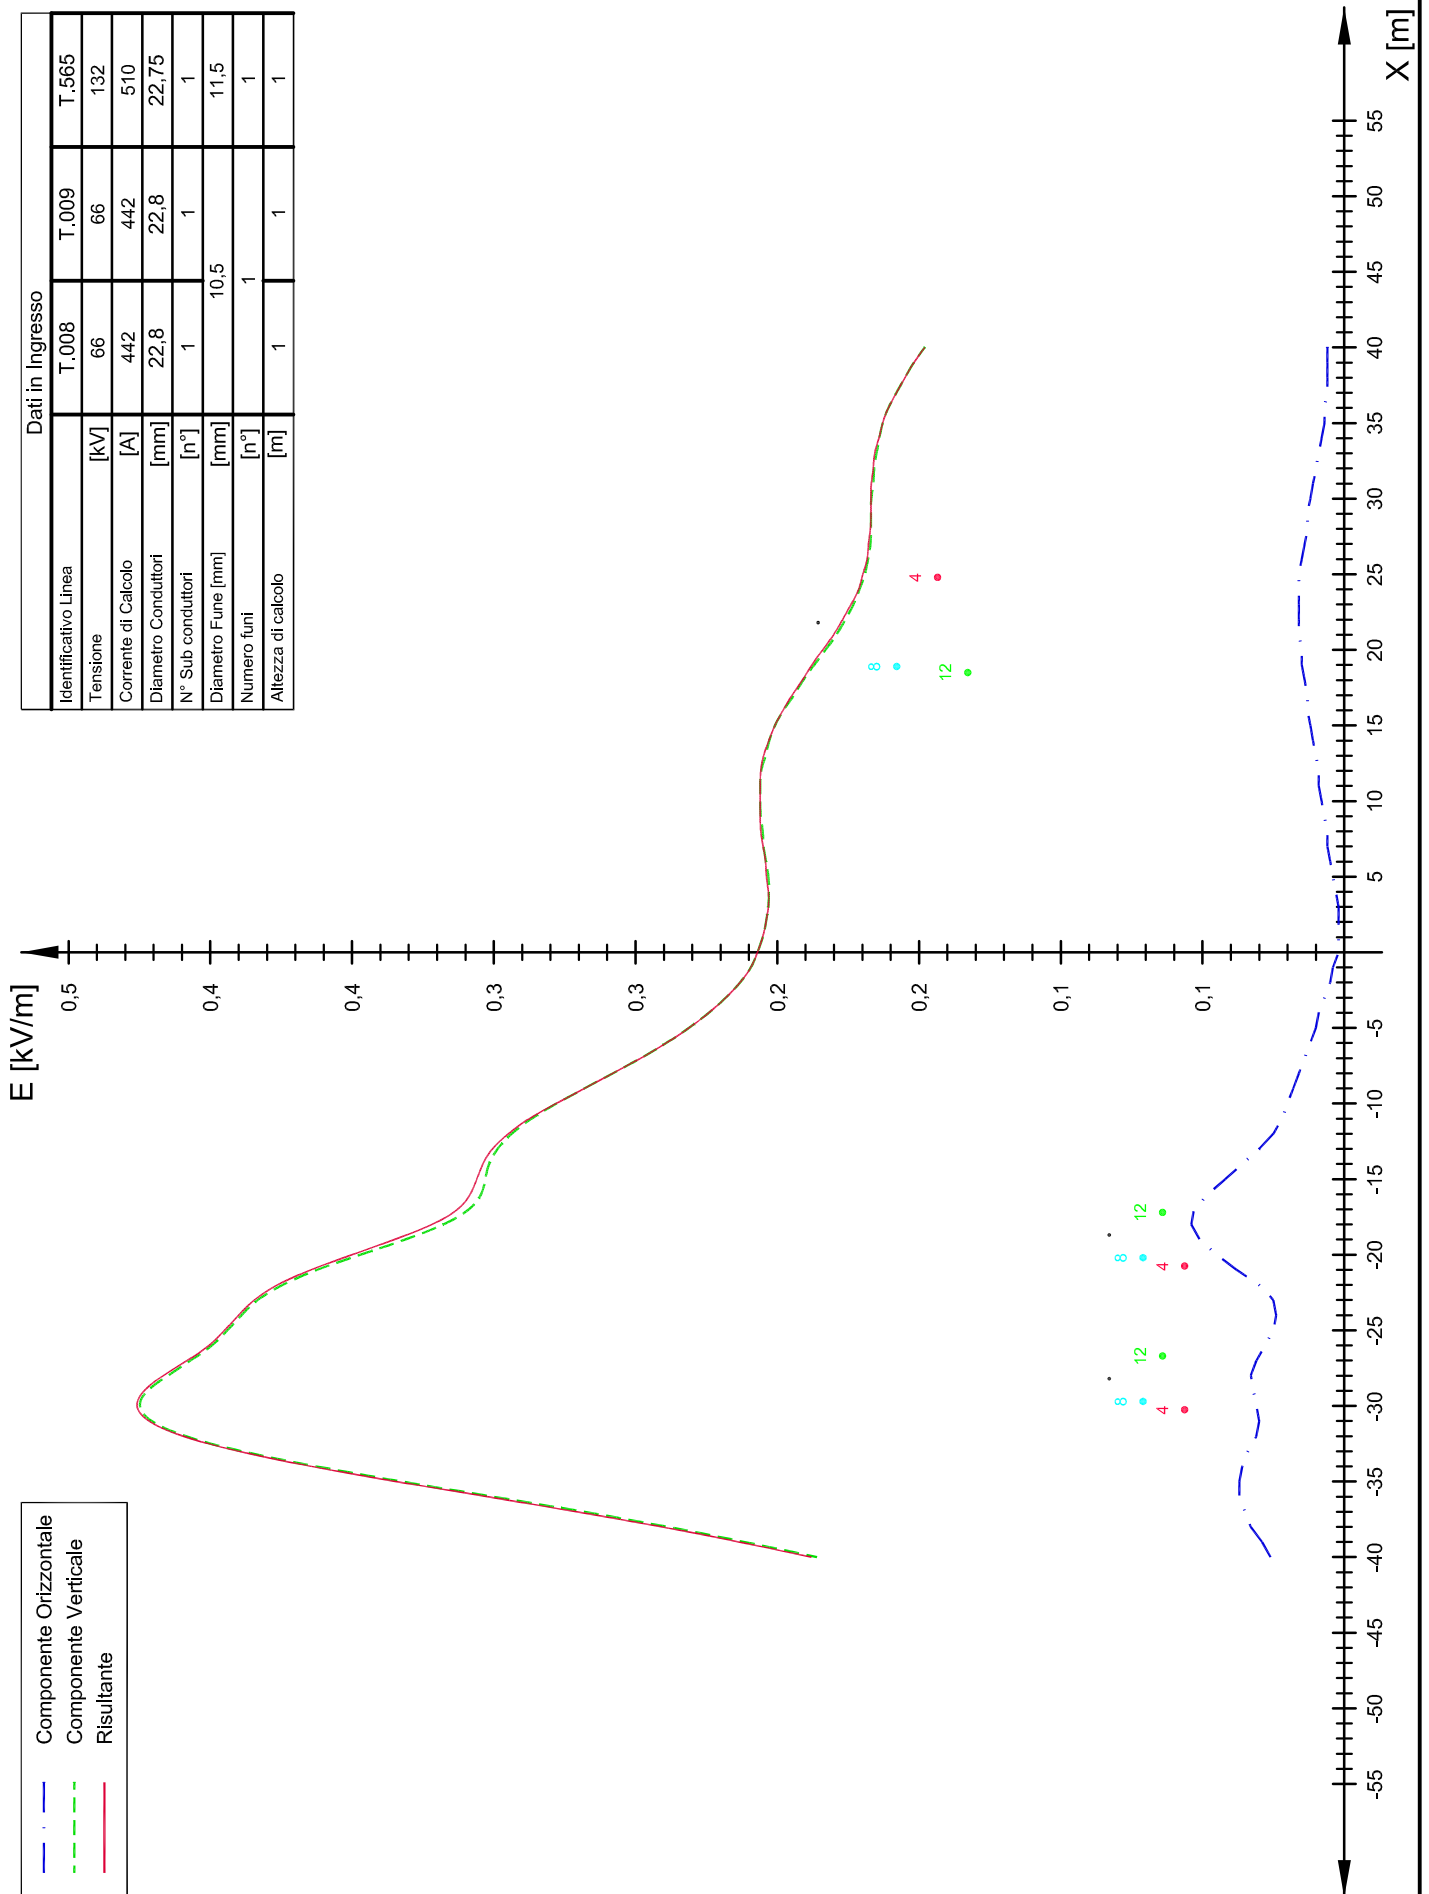 Componente Orizzontale
Componente Verticale
Risultante
E [kV/m]
Dati in Ingresso
Identificativo Linea T.008 T.009 T.565
Tensione [kV] 66 66 132
Corrente di Calcolo [A] 442 442 510
Diametro Conduttori [mm] 22,8 22,8 22,75
N° Sub conduttori [n°] 1 1 1
Diametro Fune [mm] [mm] 10,5 11,5
Numero funi [n°] 1 1
Altezza di calcolo [m] 1 1 1
0,5
0,4
0,4
0,3
0,3
0,2
0,2
0,1
0,1
8
4
12
8
4
12
8
4
12
8
4
12
-55 -50 -45 -40 -35 -30 -25 -20 -15 -10 -5 5 10 15 20 25 30 35 40 45 50 55
X [m]